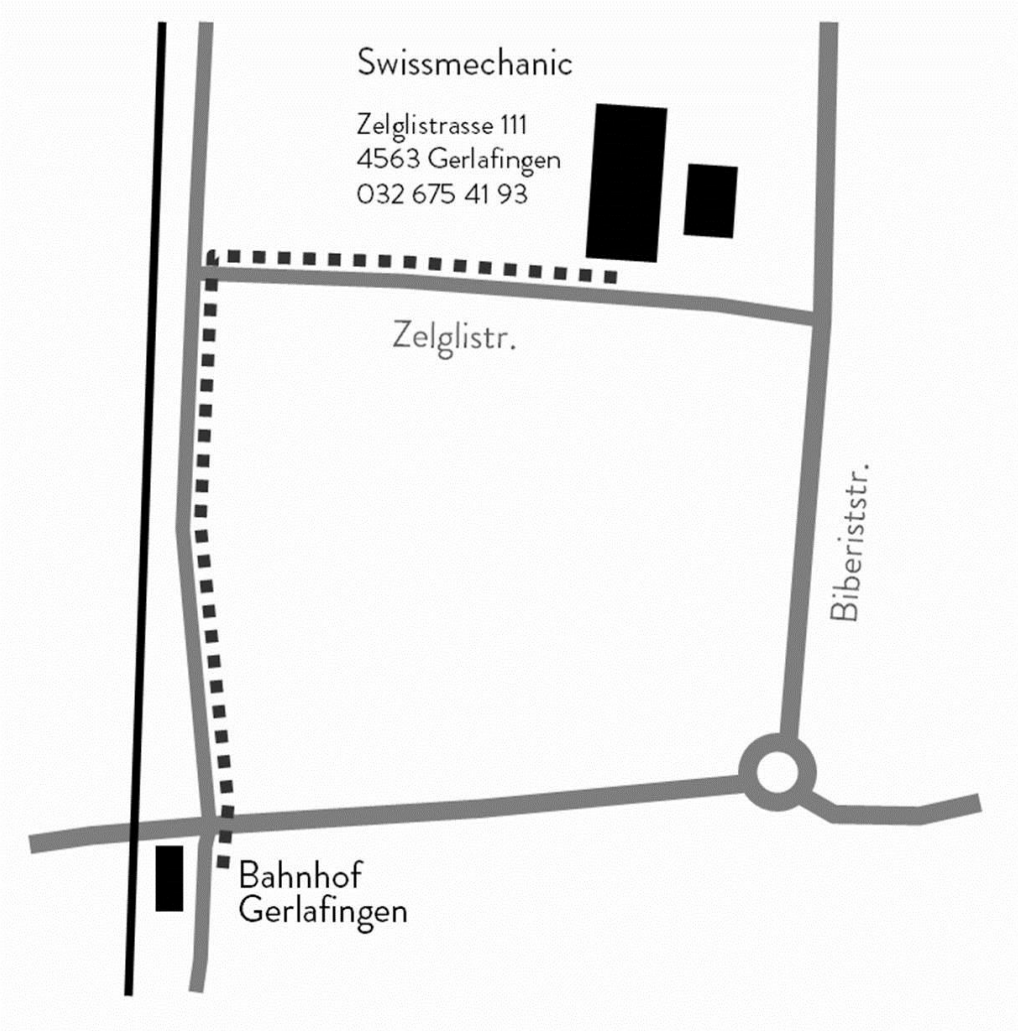 Swissmechanic
Zelglistrasse 111
4563 Gerlafingen
032 675 41 93
Zelglistr.
Biberiststr.
Bahnhof
Gerlafingen